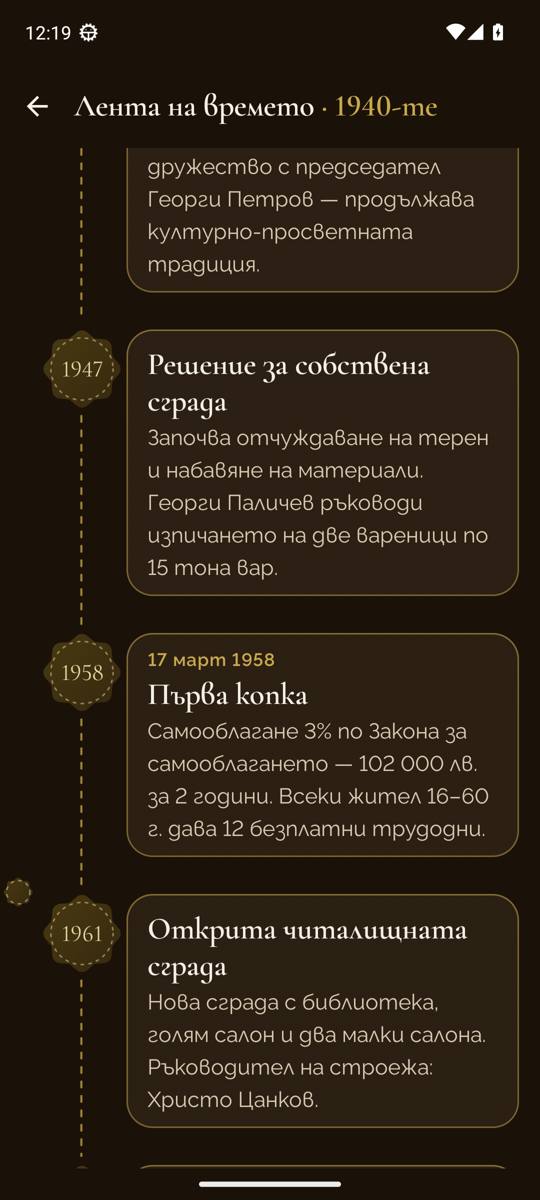 12:19
Лента на времето · 1940-те
дружество с председател
Георги Петров — продължава
културно-просветната
традиция.
1947
Решение за собствена
сграда
Започва отчуждаване на терен
и набавяне на материали.
Георги Паличев ръководи
изпичането на две вареници по
15 тона вар.
1958
17 март 1958
Първа копка
Самооблагане 3% по Закона за
самооблагането — 102 000 лв.
за 2 години. Всеки жител 16–60
г. дава 12 безплатни трудодни.
1961
Открита читалищната
сграда
Нова сграда с библиотека,
голям салон и два малки салона.
Ръководител на строежа:
Христо Цанков.